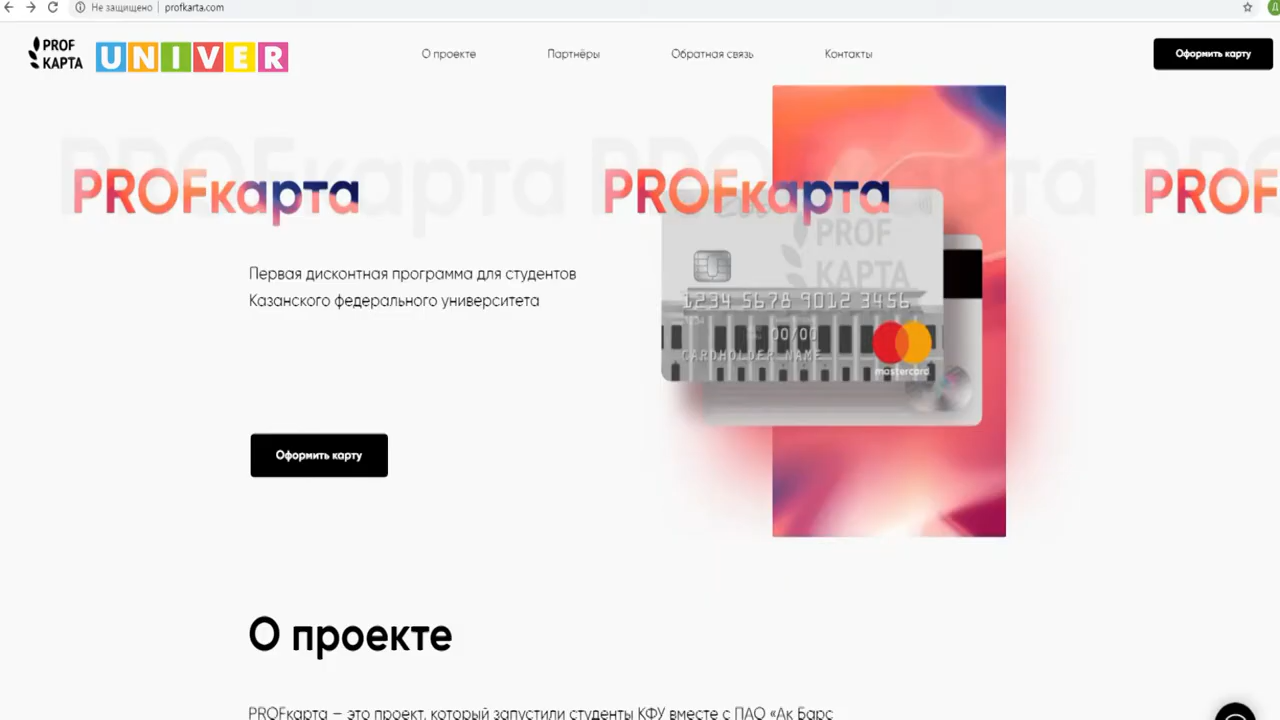 Не защищено
profkarta.com
PROF
КАРТА
UNIVER
О проекте
Партнёры
Обратная связь
Контакты
Оформить карту
PROFкарта PROFкарта
PROFкарта PROFкарта PROF
PROF
КАРТА
Первая дисконтная программа для студентов
Казанского федерального университета
1234 5678 9012 3456
00/00
CARDHOLDER NAME
mastercard
Оформить карту
О проекте
PROFкарта – это проект, который запустили студенты КФУ вместе с ПАО «Ак Барс